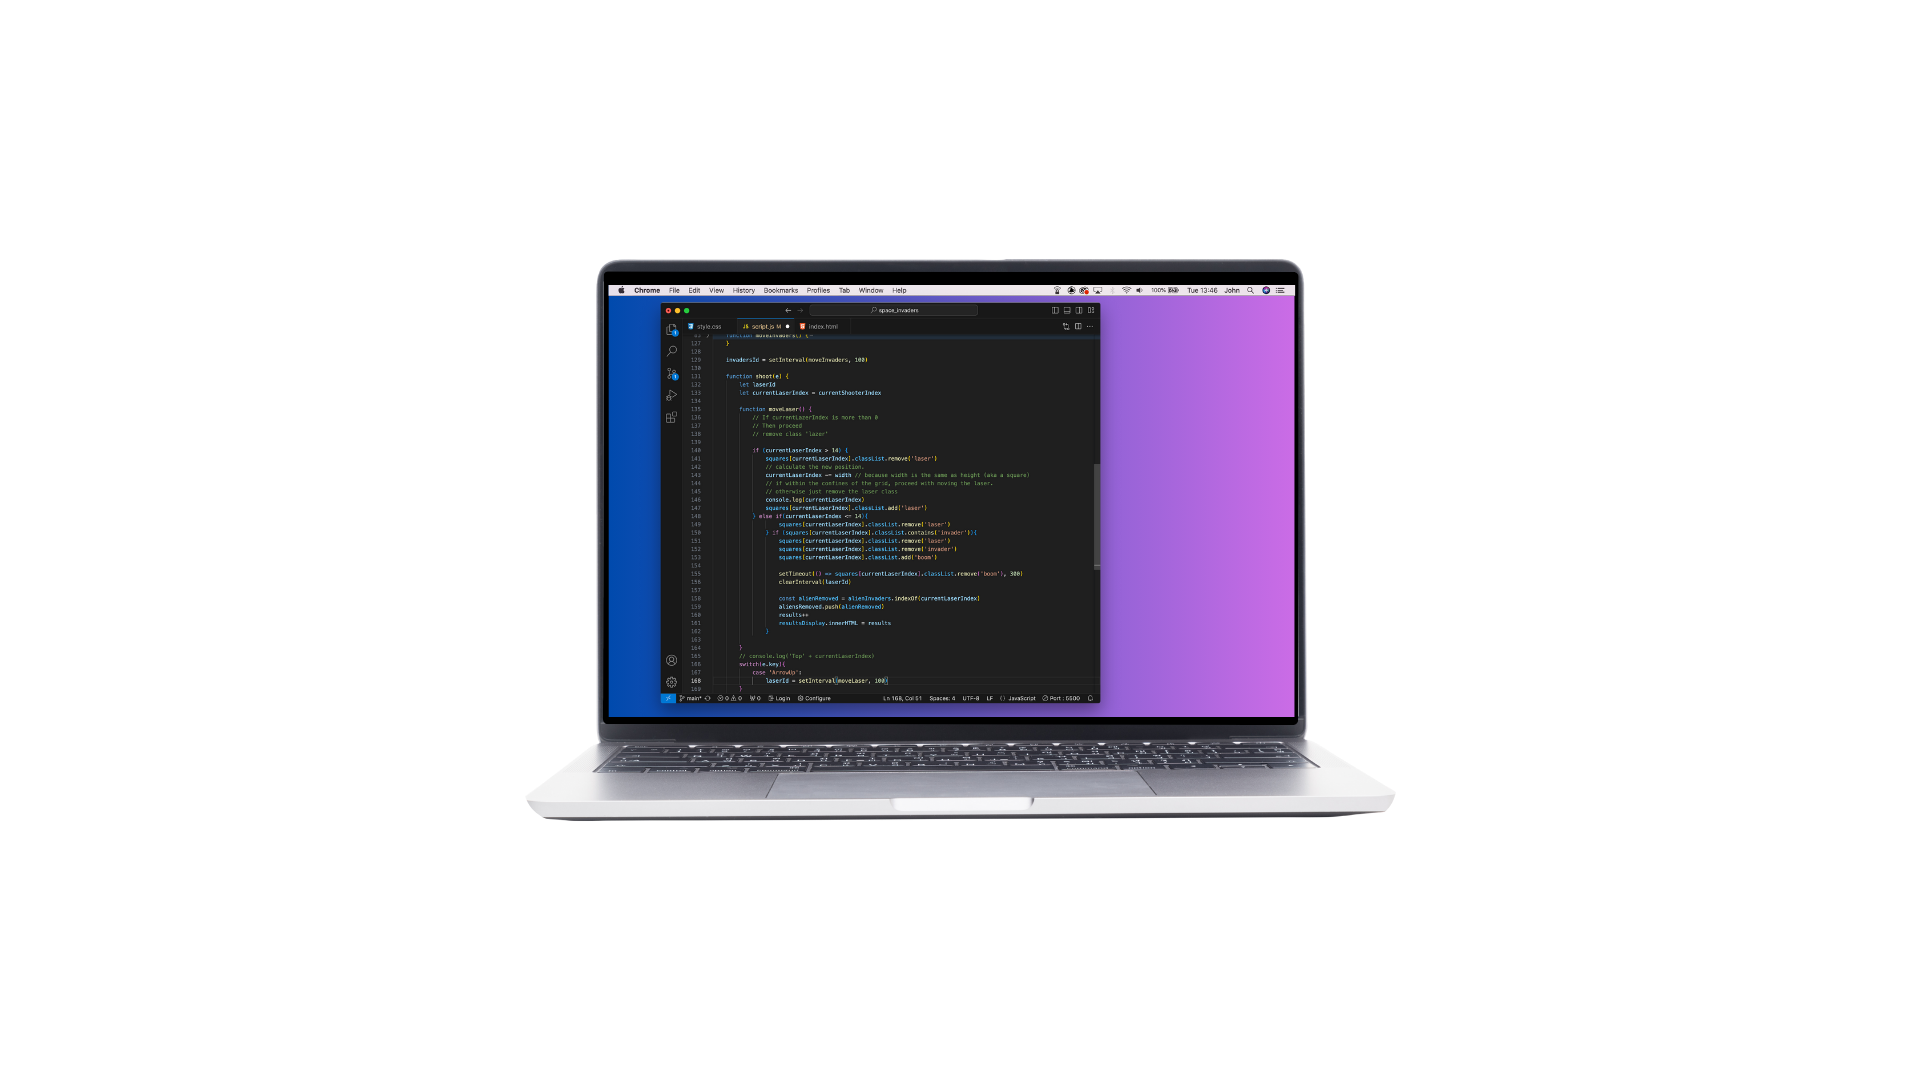 Chrome File Edit View History Bookmarks Profiles Tab Window Help 100% Tue 13:46 John
space_invaders
style.css JS script.js M index.html
function moveInvaders() {
127 }
128
129 invadersId = setInterval(moveInvaders, 100)
130
131 function shoot(e) {
132 let laserId
133 let currentLaserIndex = currentShooterIndex
134
135 function moveLaser() {
136 // If currentLazerIndex is more than 0
137 // Then proceed
138 // remove class 'lazer'
139
140 if (currentLaserIndex > 14) {
141 squares[currentLaserIndex].classList.remove('laser')
142 // calculate the new position.
143 currentLaserIndex -= width // because width is the same as height (aka a square)
144 // if within the confines of the grid, proceed with moving the laser.
145 // otherwise just remove the laser class
146 console.log(currentLaserIndex)
147 squares[currentLaserIndex].classList.add('laser')
148 } else if(currentLaserIndex <= 14){
149 squares[currentLaserIndex].classList.remove('laser')
150 } if (squares[currentLaserIndex].classList.contains('invader')){
151 squares[currentLaserIndex].classList.remove('laser')
152 squares[currentLaserIndex].classList.remove('invader')
153 squares[currentLaserIndex].classList.add('boom')
154
155 setTimeout(() => squares[currentLaserIndex].classList.remove('boom'), 300)
156 clearInterval(laserId)
157
158 const alienRemoved = alienInvaders.indexOf(currentLaserIndex)
159 aliensRemoved.push(alienRemoved)
160 results++
161 resultsDisplay.innerHTML = results
162 }
163
164 }
165 // console.log('Top' + currentLaserIndex)
166 switch(e.key){
167 case 'ArrowUp':
168 laserId = setInterval(moveLaser, 100)
169 }
main* 0 0 0 Login Configure Ln 168, Col 51 Spaces: 4 UTF-8 LF JavaScript Port : 5500